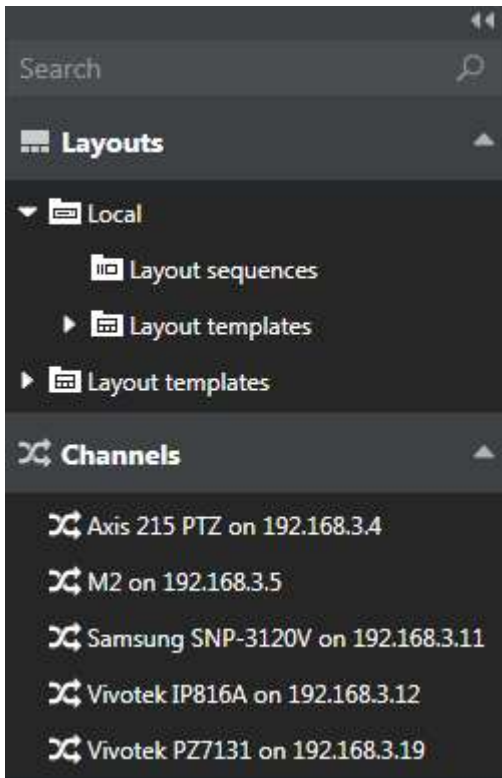 Search
Layouts
Local
Layout sequences
Layout templates
Layout templates
Channels
Axis 215 PTZ on 192.168.3.4
M2 on 192.168.3.5
Samsung SNP-3120V on 192.168.3.11
Vivotek IP816A on 192.168.3.12
Vivotek PZ7131 on 192.168.3.19